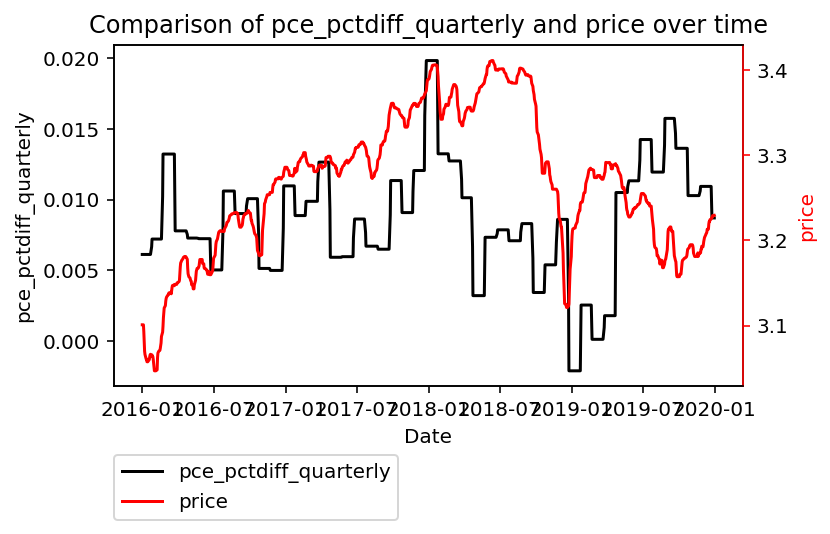 Comparison of pce_pctdiff_quarterly and price over time
pce_pctdiff_quarterly
0.020
0.015
0.010
0.005
0.000
3.4
3.3
3.2
3.1
price
2016-01 2016-07 2017-01 2017-07 2018-01 2018-07 2019-01 2019-07 2020-01
Date
pce_pctdiff_quarterly
price